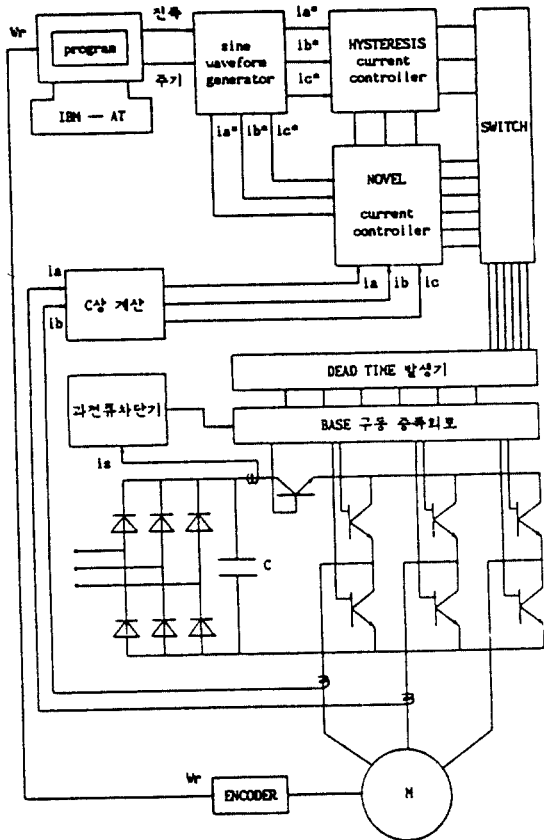 Wr
program
IBM — AT
진폭
주기
sine
waveform
generator
ia*
ib*
ic*
HYSTERESIS
current
controller
SWITCH
ia*
ib*
ic*
NOVEL
current
controller
ia
ib
C상 계산
ia
ib
ic
DEAD TIME 발생기
과전류차단기
BASE 구동 증폭회로
is
C
Wr
ENCODER
M